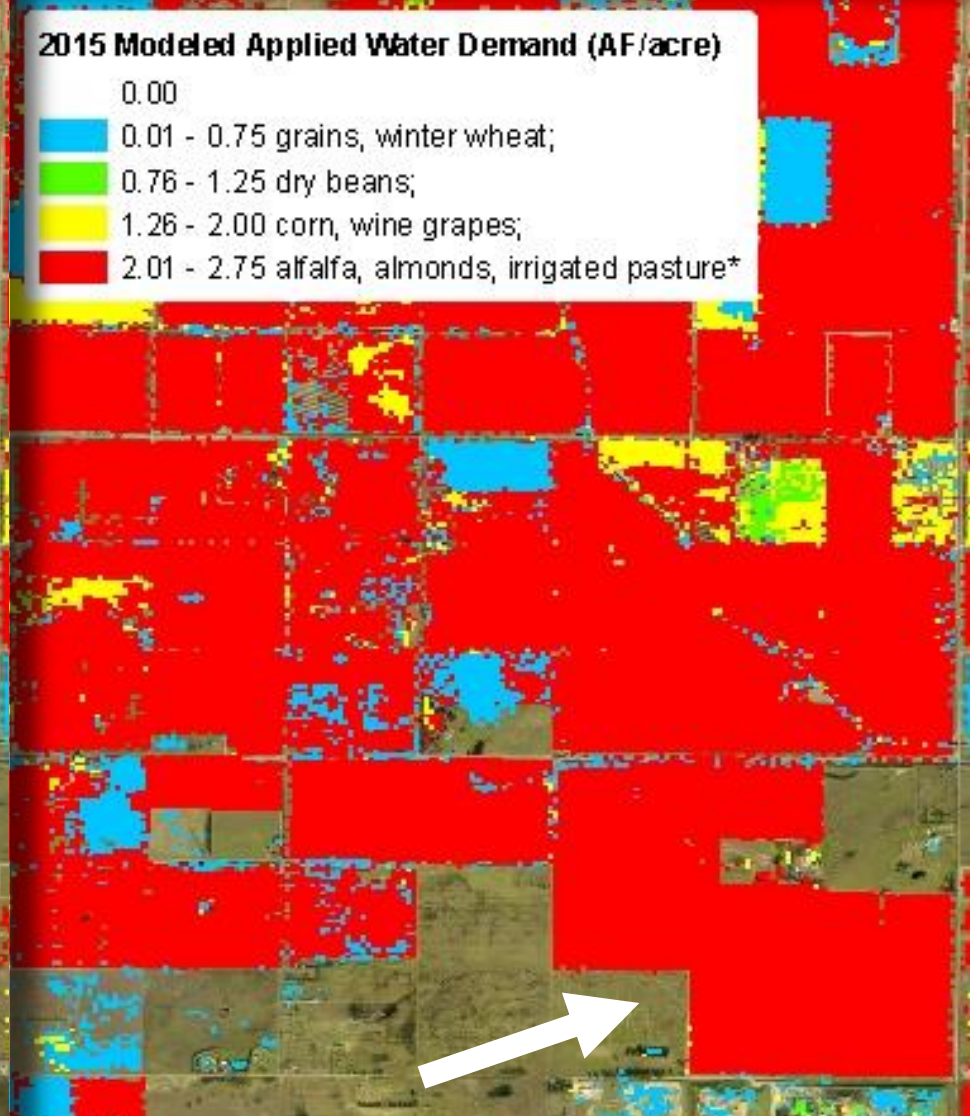 2015 Modeled Applied Water Demand (AF/acre)
0.00
0.01 - 0.75 grains, winter wheat;
0.76 - 1.25 dry beans;
1.26 - 2.00 corn, wine grapes;
2.01 - 2.75 alfalfa, almonds, irrigated pasture*